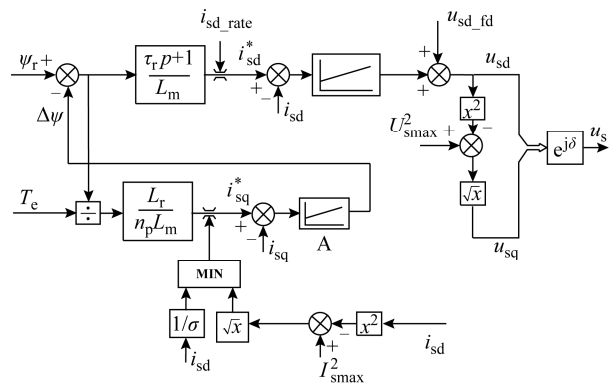 i_sd_rate
u_sd_fd
ψ_r + − 
τ_r p+1 / L_m
i*_sd
+ −
i_sd
+ +
u_sd
Δψ
x²
U²_smax + −
e^jδ
u_s
T_e
÷
L_r / n_p L_m
i*_sq
+ −
i_sq
A
√x
u_sq
MIN
1/σ
√x
− +
x²
i_sd
i_sd
I²_smax